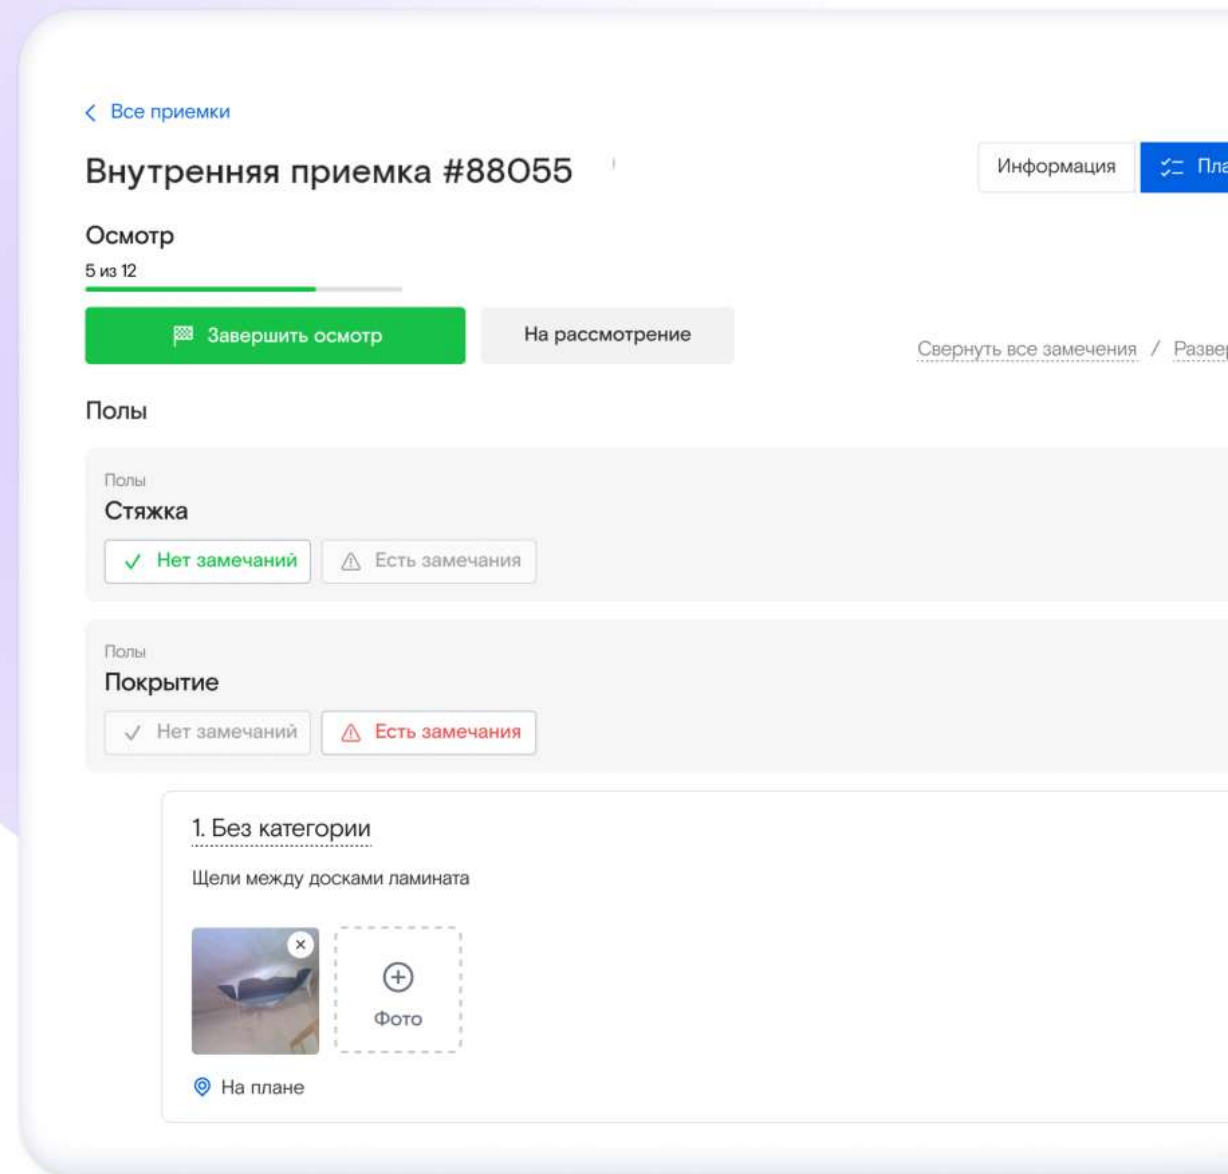 Все приемки
Внутренняя приемка #88055
Информация
Осмотр
5 из 12
Завершить осмотр
На рассмотрение
Свернуть все замечения /
Полы
Полы
Стяжка
Нет замечаний
Есть замечания
Полы
Покрытие
Нет замечаний
Есть замечания
1. Без категории
Щели между досками ламината
Фото
На плане